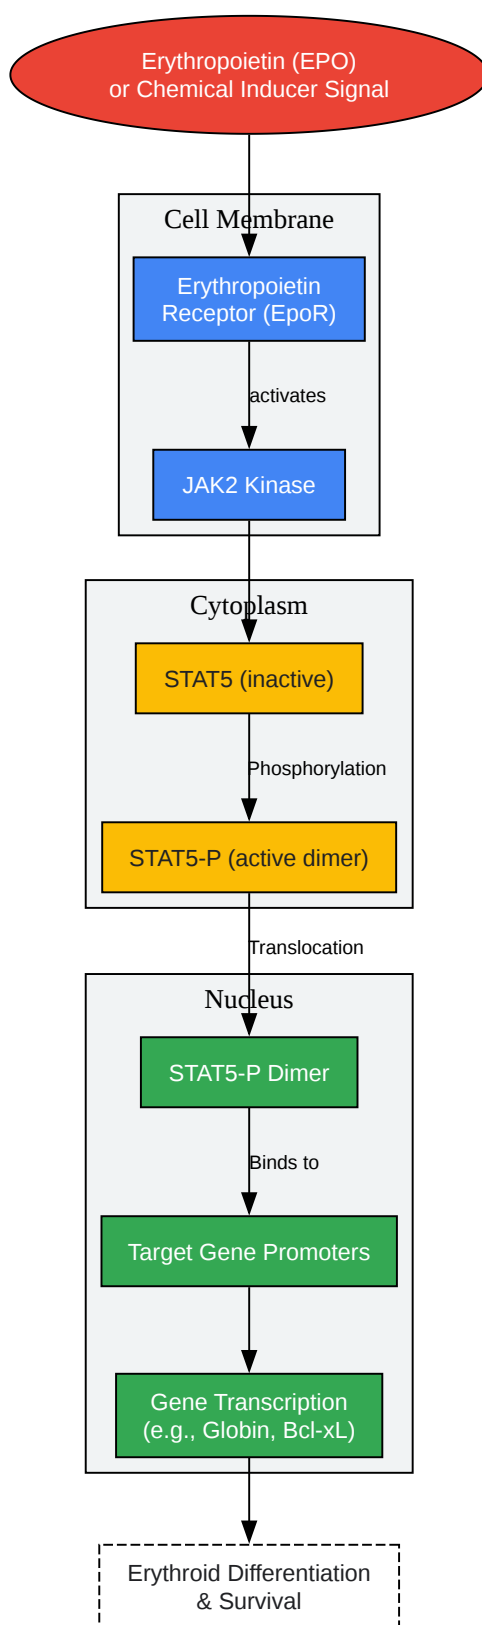 Erythropoietin (EPO)
or Chemical Inducer Signal
Cell Membrane
Erythropoietin
Receptor (EpoR)
activates
JAK2 Kinase
Cytoplasm
STAT5 (inactive)
Phosphorylation
STAT5-P (active dimer)
Translocation
Nucleus
STAT5-P Dimer
Binds to
Target Gene Promoters
Gene Transcription
(e.g., Globin, Bcl-xL)
Erythroid Differentiation
& Survival